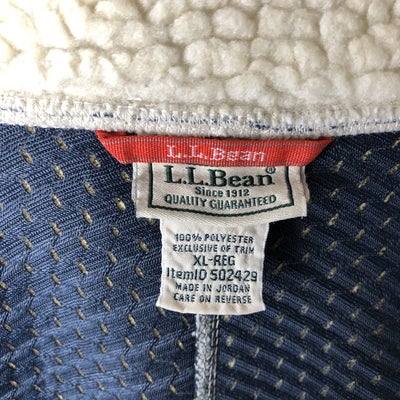 L.L.Bean
L.L.Bean
Since 1912
QUALITY GUARANTEED
100% POLYESTER
EXCLUSIVE OF TRIM
XL-REG
ItemID 502429
MADE IN JORDAN
CARE ON REVERSE